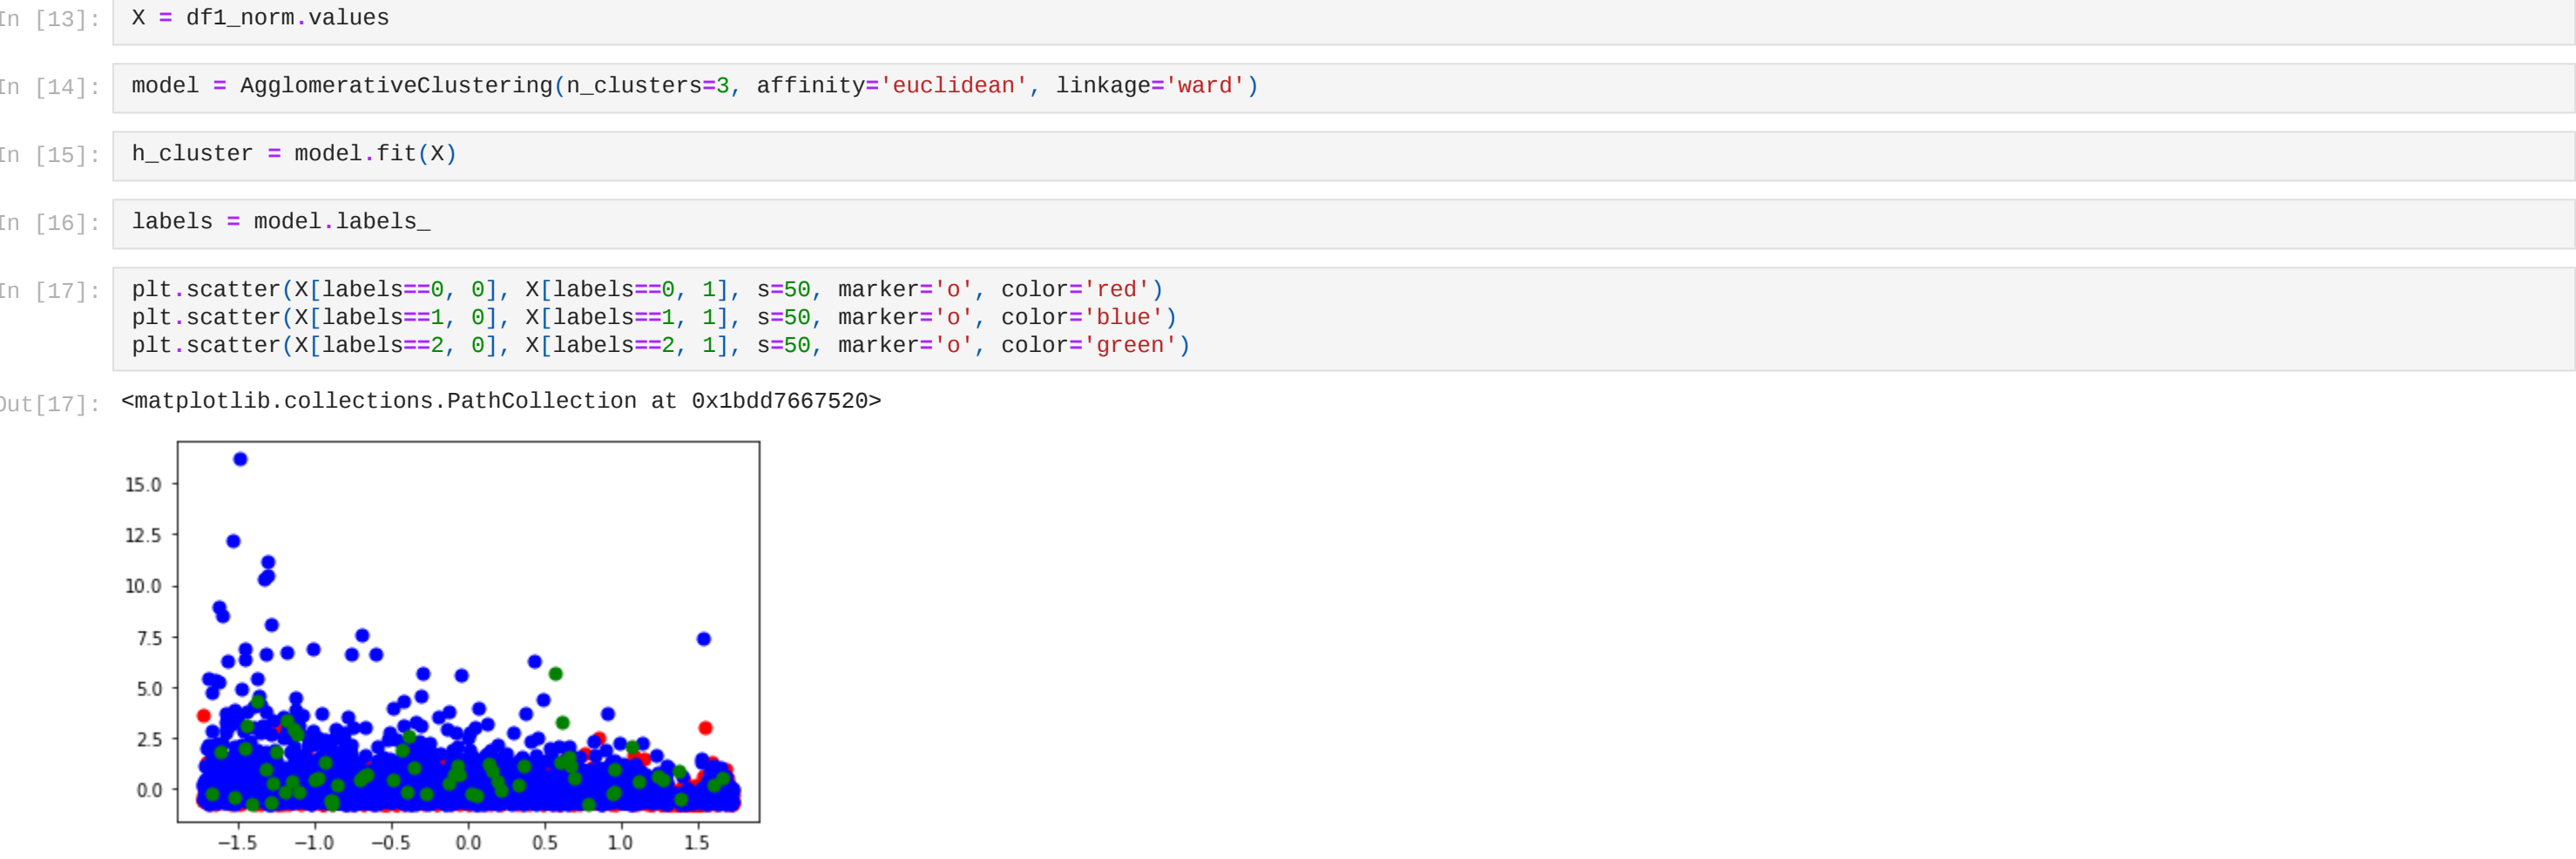 In [13]:
X = df1_norm.values
In [14]:
model = AgglomerativeClustering(n_clusters=3, affinity='euclidean', linkage='ward')
In [15]:
h_cluster = model.fit(X)
In [16]:
labels = model.labels_
In [17]:
plt.scatter(X[labels==0, 0], X[labels==0, 1], s=50, marker='o', color='red')
plt.scatter(X[labels==1, 0], X[labels==1, 1], s=50, marker='o', color='blue')
plt.scatter(X[labels==2, 0], X[labels==2, 1], s=50, marker='o', color='green')
Out[17]:
<matplotlib.collections.PathCollection at 0x1bdd7667520>
15.0
12.5
10.0
7.5
5.0
2.5
0.0
−1.5 −1.0 −0.5 0.0 0.5 1.0 1.5